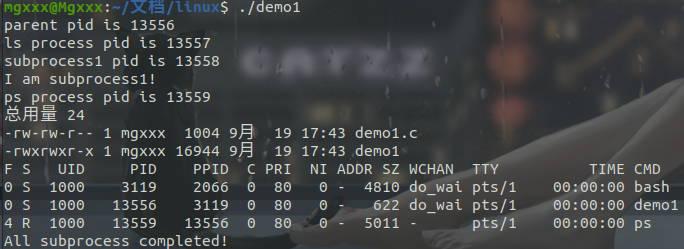 mgxxx@Mgxxx:~/文档/linux$ ./demo1
parent pid is 13556
ls process pid is 13557
subprocess1 pid is 13558
I am subprocess1!
ps process pid is 13559
总用量 24
-rw-rw-r-- 1 mgxxx  1004 9月  19 17:43 demo1.c
-rwxrwxr-x 1 mgxxx 16944 9月  19 17:43 demo1
F S   UID     PID    PPID  C PRI  NI ADDR SZ WCHAN  TTY          TIME CMD
0 S  1000    3119    2066  0  80   0 -  4810 do_wai pts/1    00:00:00 bash
0 S  1000   13556    3119  0  80   0 -   622 do_wai pts/1    00:00:00 demo1
4 R  1000   13559   13556  0  80   0 -  5011 -      pts/1    00:00:00 ps
All subprocess completed!